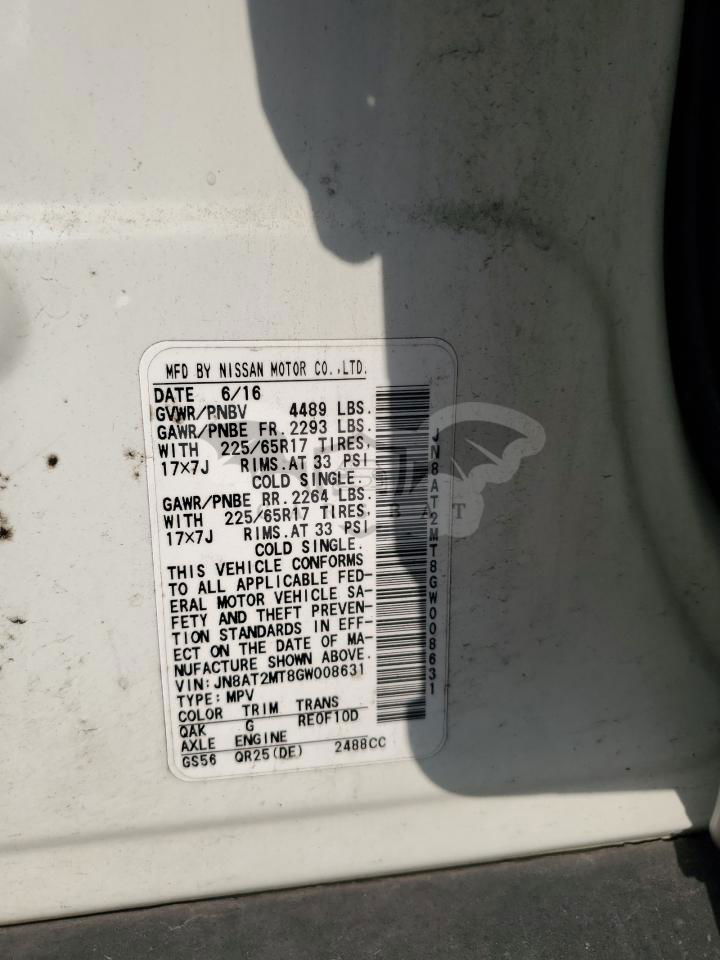 MFD BY NISSAN MOTOR CO.,LTD.
DATE 6/16
GVWR/PNBV 4489 LBS.
GAWR/PNBE FR. 2293 LBS.
WITH 225/65R17 TIRES,
17×7J RIMS.AT 33 PSI
COLD SINGLE.
GAWR/PNBE RR. 2264 LBS.
WITH 225/65R17 TIRES,
17×7J RIMS.AT 33 PSI
COLD SINGLE.
THIS VEHICLE CONFORMS
TO ALL APPLICABLE FED-
ERAL MOTOR VEHICLE SA-
FETY AND THEFT PREVEN-
TION STANDARDS IN EFF-
ECT ON THE DATE OF MA-
NUFACTURE SHOWN ABOVE.
VIN:JN8AT2MT8GW008631
TYPE:MPV
COLOR TRIM TRANS
QAK G RE0F10D
AXLE ENGINE
GS56 QR25(DE) 2488CC
JN8AT2MT8GW008631